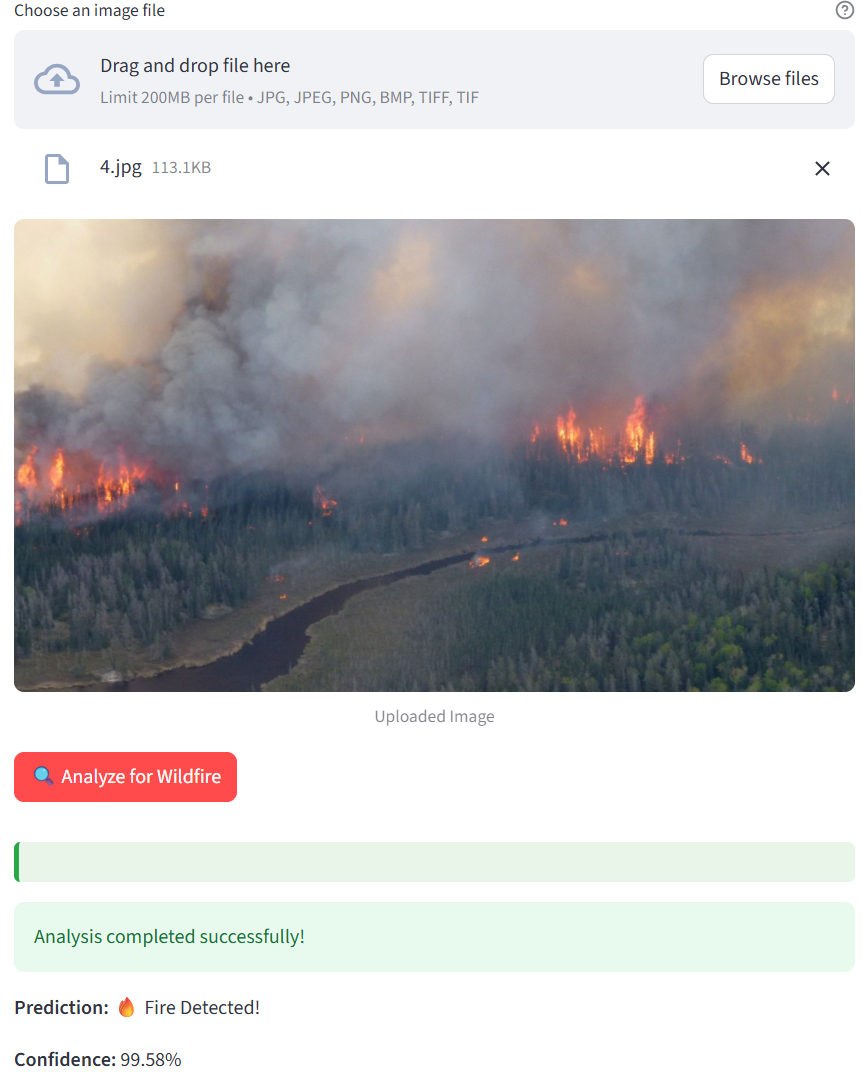 Choose an image file
Drag and drop file here
Limit 200MB per file • JPG, JPEG, PNG, BMP, TIFF, TIF
Browse files
4.jpg 113.1KB
Uploaded Image
🔍 Analyze for Wildfire
Analysis completed successfully!
Prediction: 🔥 Fire Detected!
Confidence: 99.58%